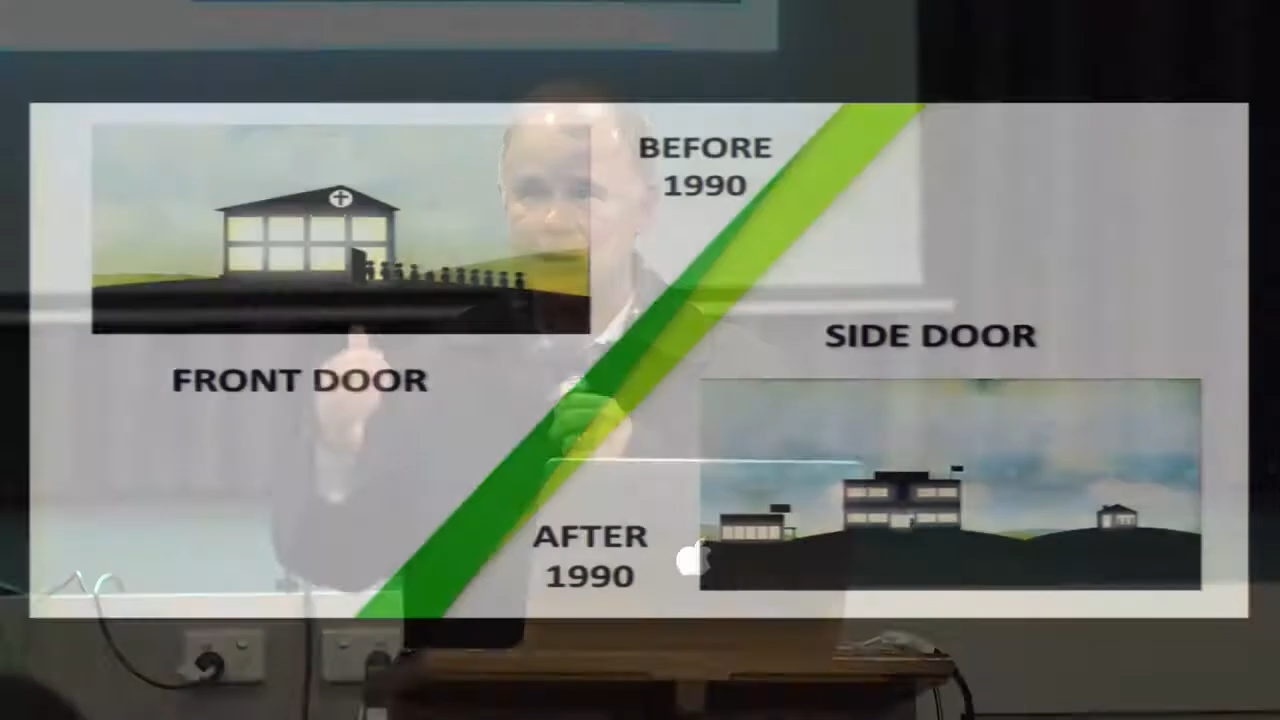 BEFORE
1990
FRONT DOOR
SIDE DOOR
AFTER
1990